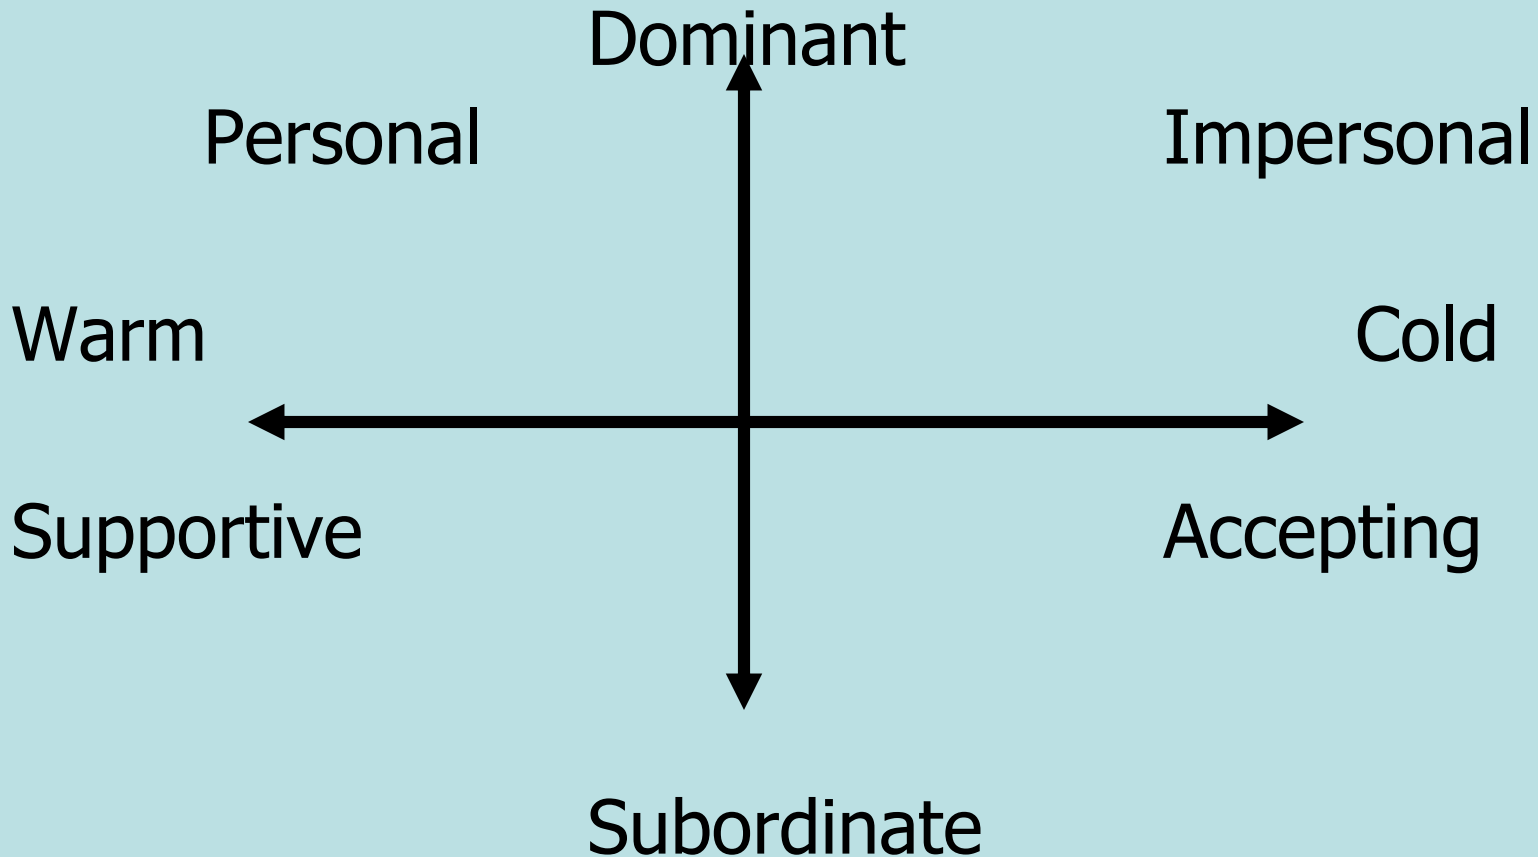 Dominant
Personal Impersonal
Warm Cold
Supportive Accepting
Subordinate